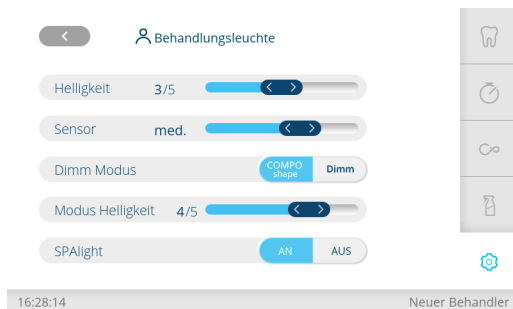 Behandlungsleuchte
Helligkeit 3/5
Sensor med.
Dimm Modus COMPO shape Dimm
Modus Helligkeit 4/5
SPAlight AN AUS
16:28:14 Neuer Behandler